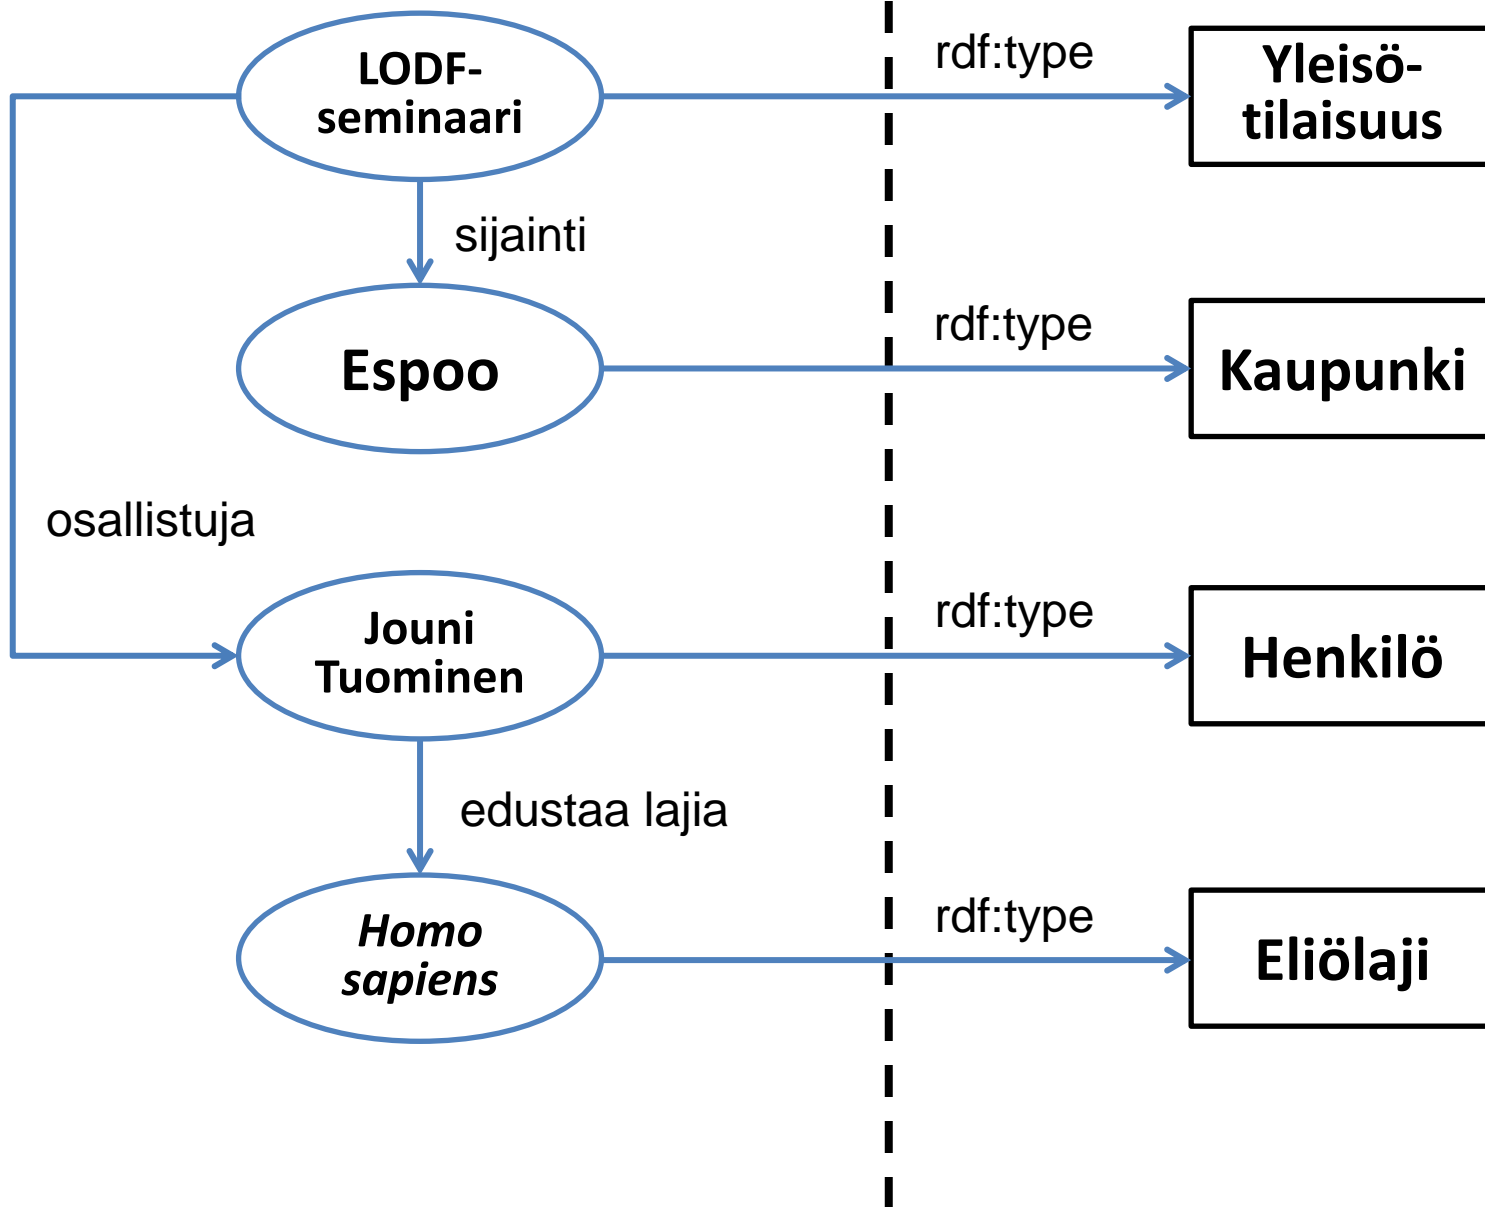 LODF-
seminaari
rdf:type
Yleisö-
tilaisuus
sijainti
Espoo
rdf:type
Kaupunki
osallistuja
Jouni
Tuominen
rdf:type
Henkilö
edustaa lajia
Homo
sapiens
rdf:type
Eliölaji